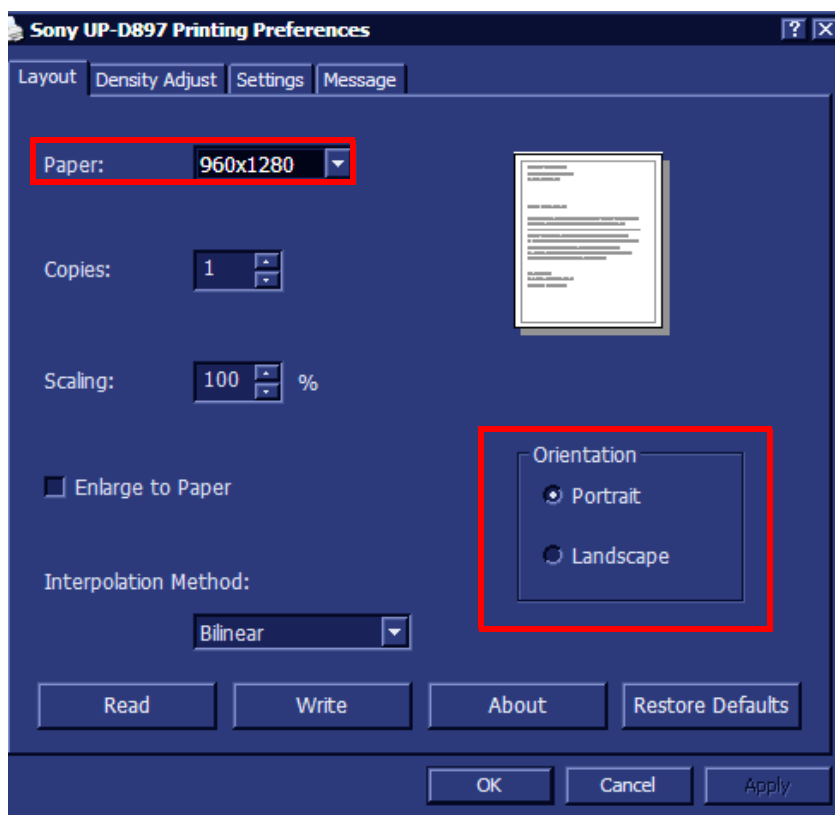 Sony UP-D897 Printing Preferences
Layout Density Adjust Settings Message
Paper: 960x1280
Copies: 1
Scaling: 100 %
Enlarge to Paper
Orientation
Portrait
Landscape
Interpolation Method:
Bilinear
Read Write About Restore Defaults
OK Cancel Apply